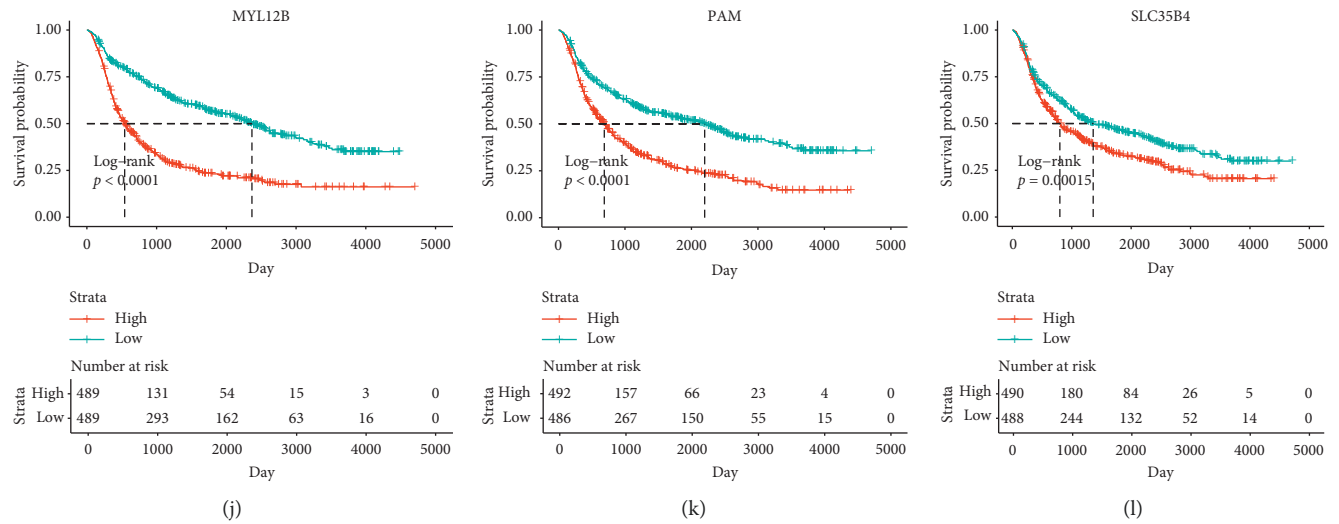 MYL12B
1.00
0.75
0.50
0.25
0.00
Survival probability
Log-rank
p < 0.0001
0 1000 2000 3000 4000 5000
Day
Strata
High
Low
Number at risk
Strata
High 489 131 54 15 3 0
Low 489 293 162 63 16 0
0 1000 2000 3000 4000 5000
Day
(j)
PAM
1.00
0.75
0.50
0.25
0.00
Survival probability
Log-rank
p < 0.0001
0 1000 2000 3000 4000 5000
Day
Strata
High
Low
Number at risk
Strata
High 492 157 66 23 4 0
Low 486 267 150 55 15 0
0 1000 2000 3000 4000 5000
Day
(k)
SLC35B4
1.00
0.75
0.50
0.25
0.00
Survival probability
Log-rank
p = 0.00015
0 1000 2000 3000 4000 5000
Day
Strata
High
Low
Number at risk
Strata
High 490 180 84 26 5 0
Low 488 244 132 52 14 0
0 1000 2000 3000 4000 5000
Day
(l)